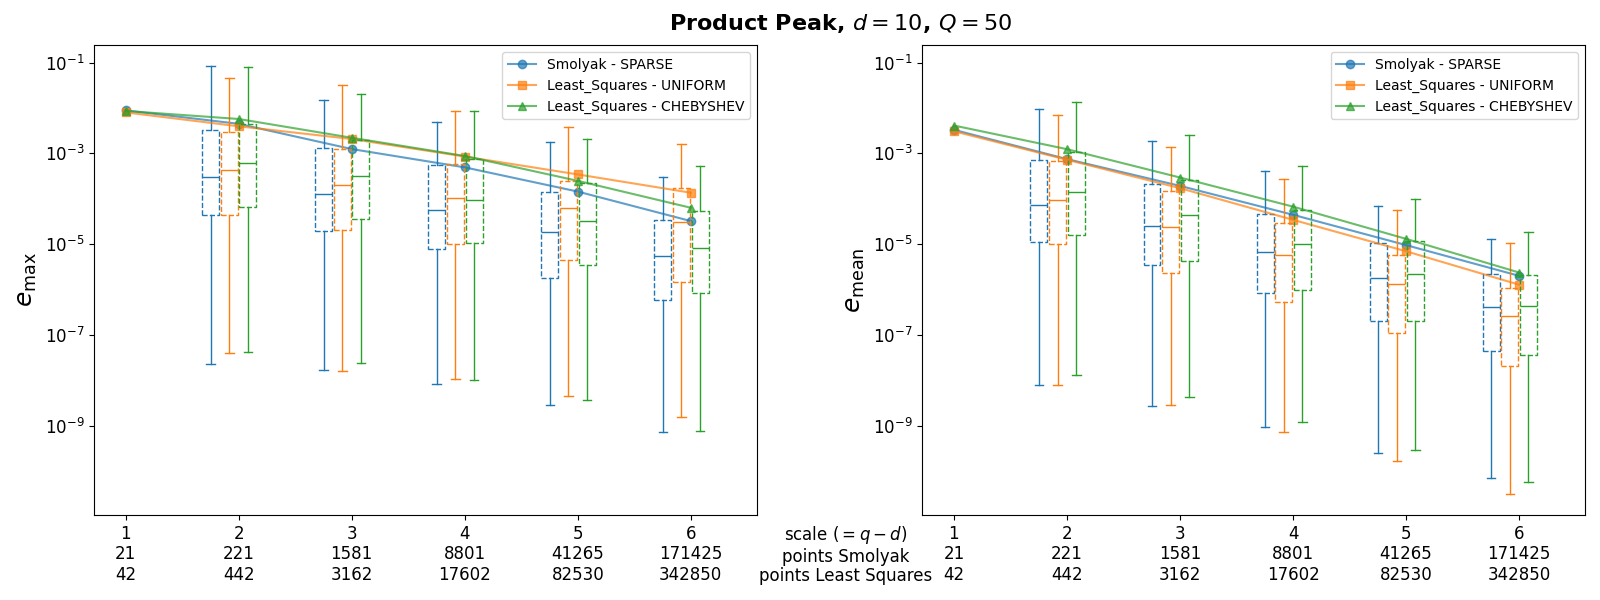 Product Peak, d = 10, Q = 50
Smolyak - SPARSE
Least_Squares - UNIFORM
Least_Squares - CHEBYSHEV
10^{-1}
10^{-3}
10^{-5}
10^{-7}
10^{-9}
e_max
1 2 3 4 5 6
21 221 1581 8801 41265 171425
42 442 3162 17602 82530 342850
scale (= q − d)
points Smolyak
points Least Squares
Smolyak - SPARSE
Least_Squares - UNIFORM
Least_Squares - CHEBYSHEV
10^{-1}
10^{-3}
10^{-5}
10^{-7}
10^{-9}
e_mean
1 2 3 4 5 6
21 221 1581 8801 41265 171425
42 442 3162 17602 82530 342850